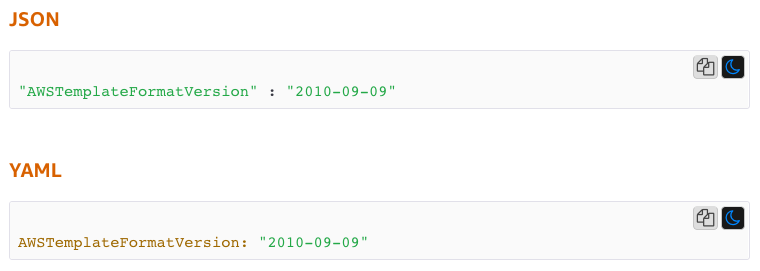 JSON
"AWSTemplateFormatVersion" : "2010-09-09"
YAML
AWSTemplateFormatVersion: "2010-09-09"